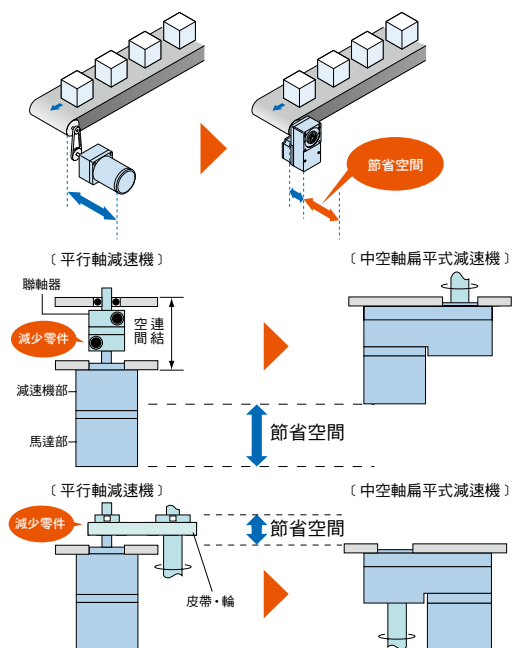 節省空間
〔平行軸減速機〕
〔中空軸扁平式減速機〕
聯軸器
減少零件
連結
空間
減速機部
馬達部
節省空間
〔平行軸減速機〕
〔中空軸扁平式減速機〕
減少零件
節省空間
皮帶・輪